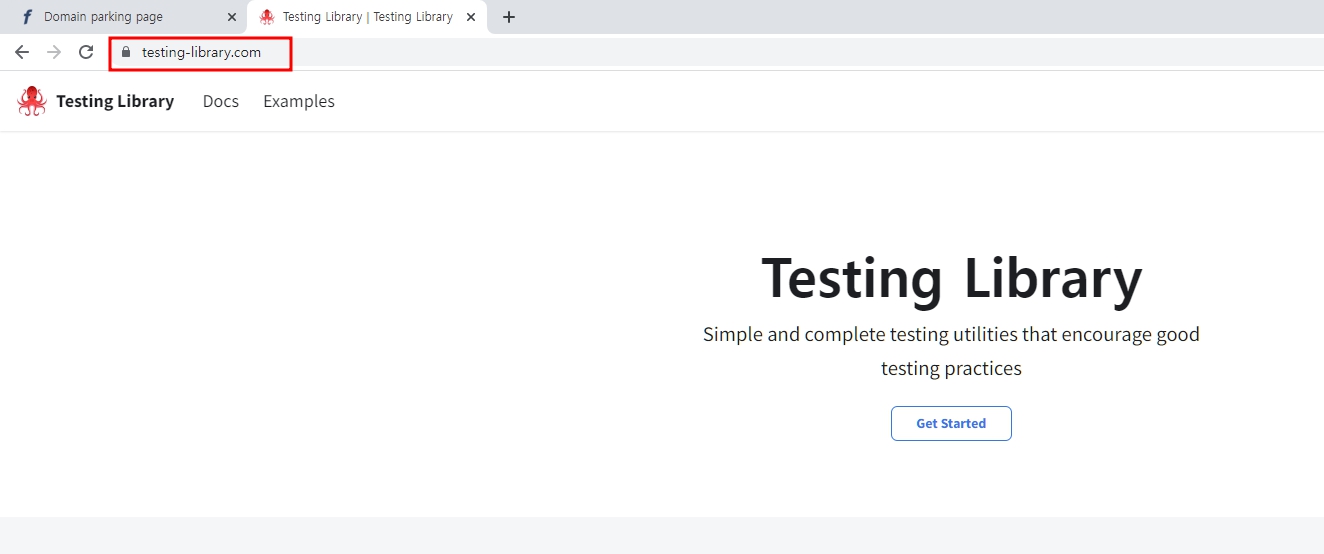 Domain parking page
Testing Library | Testing Library
testing-library.com
Testing Library Docs Examples
Testing Library
Simple and complete testing utilities that encourage good
testing practices
Get Started